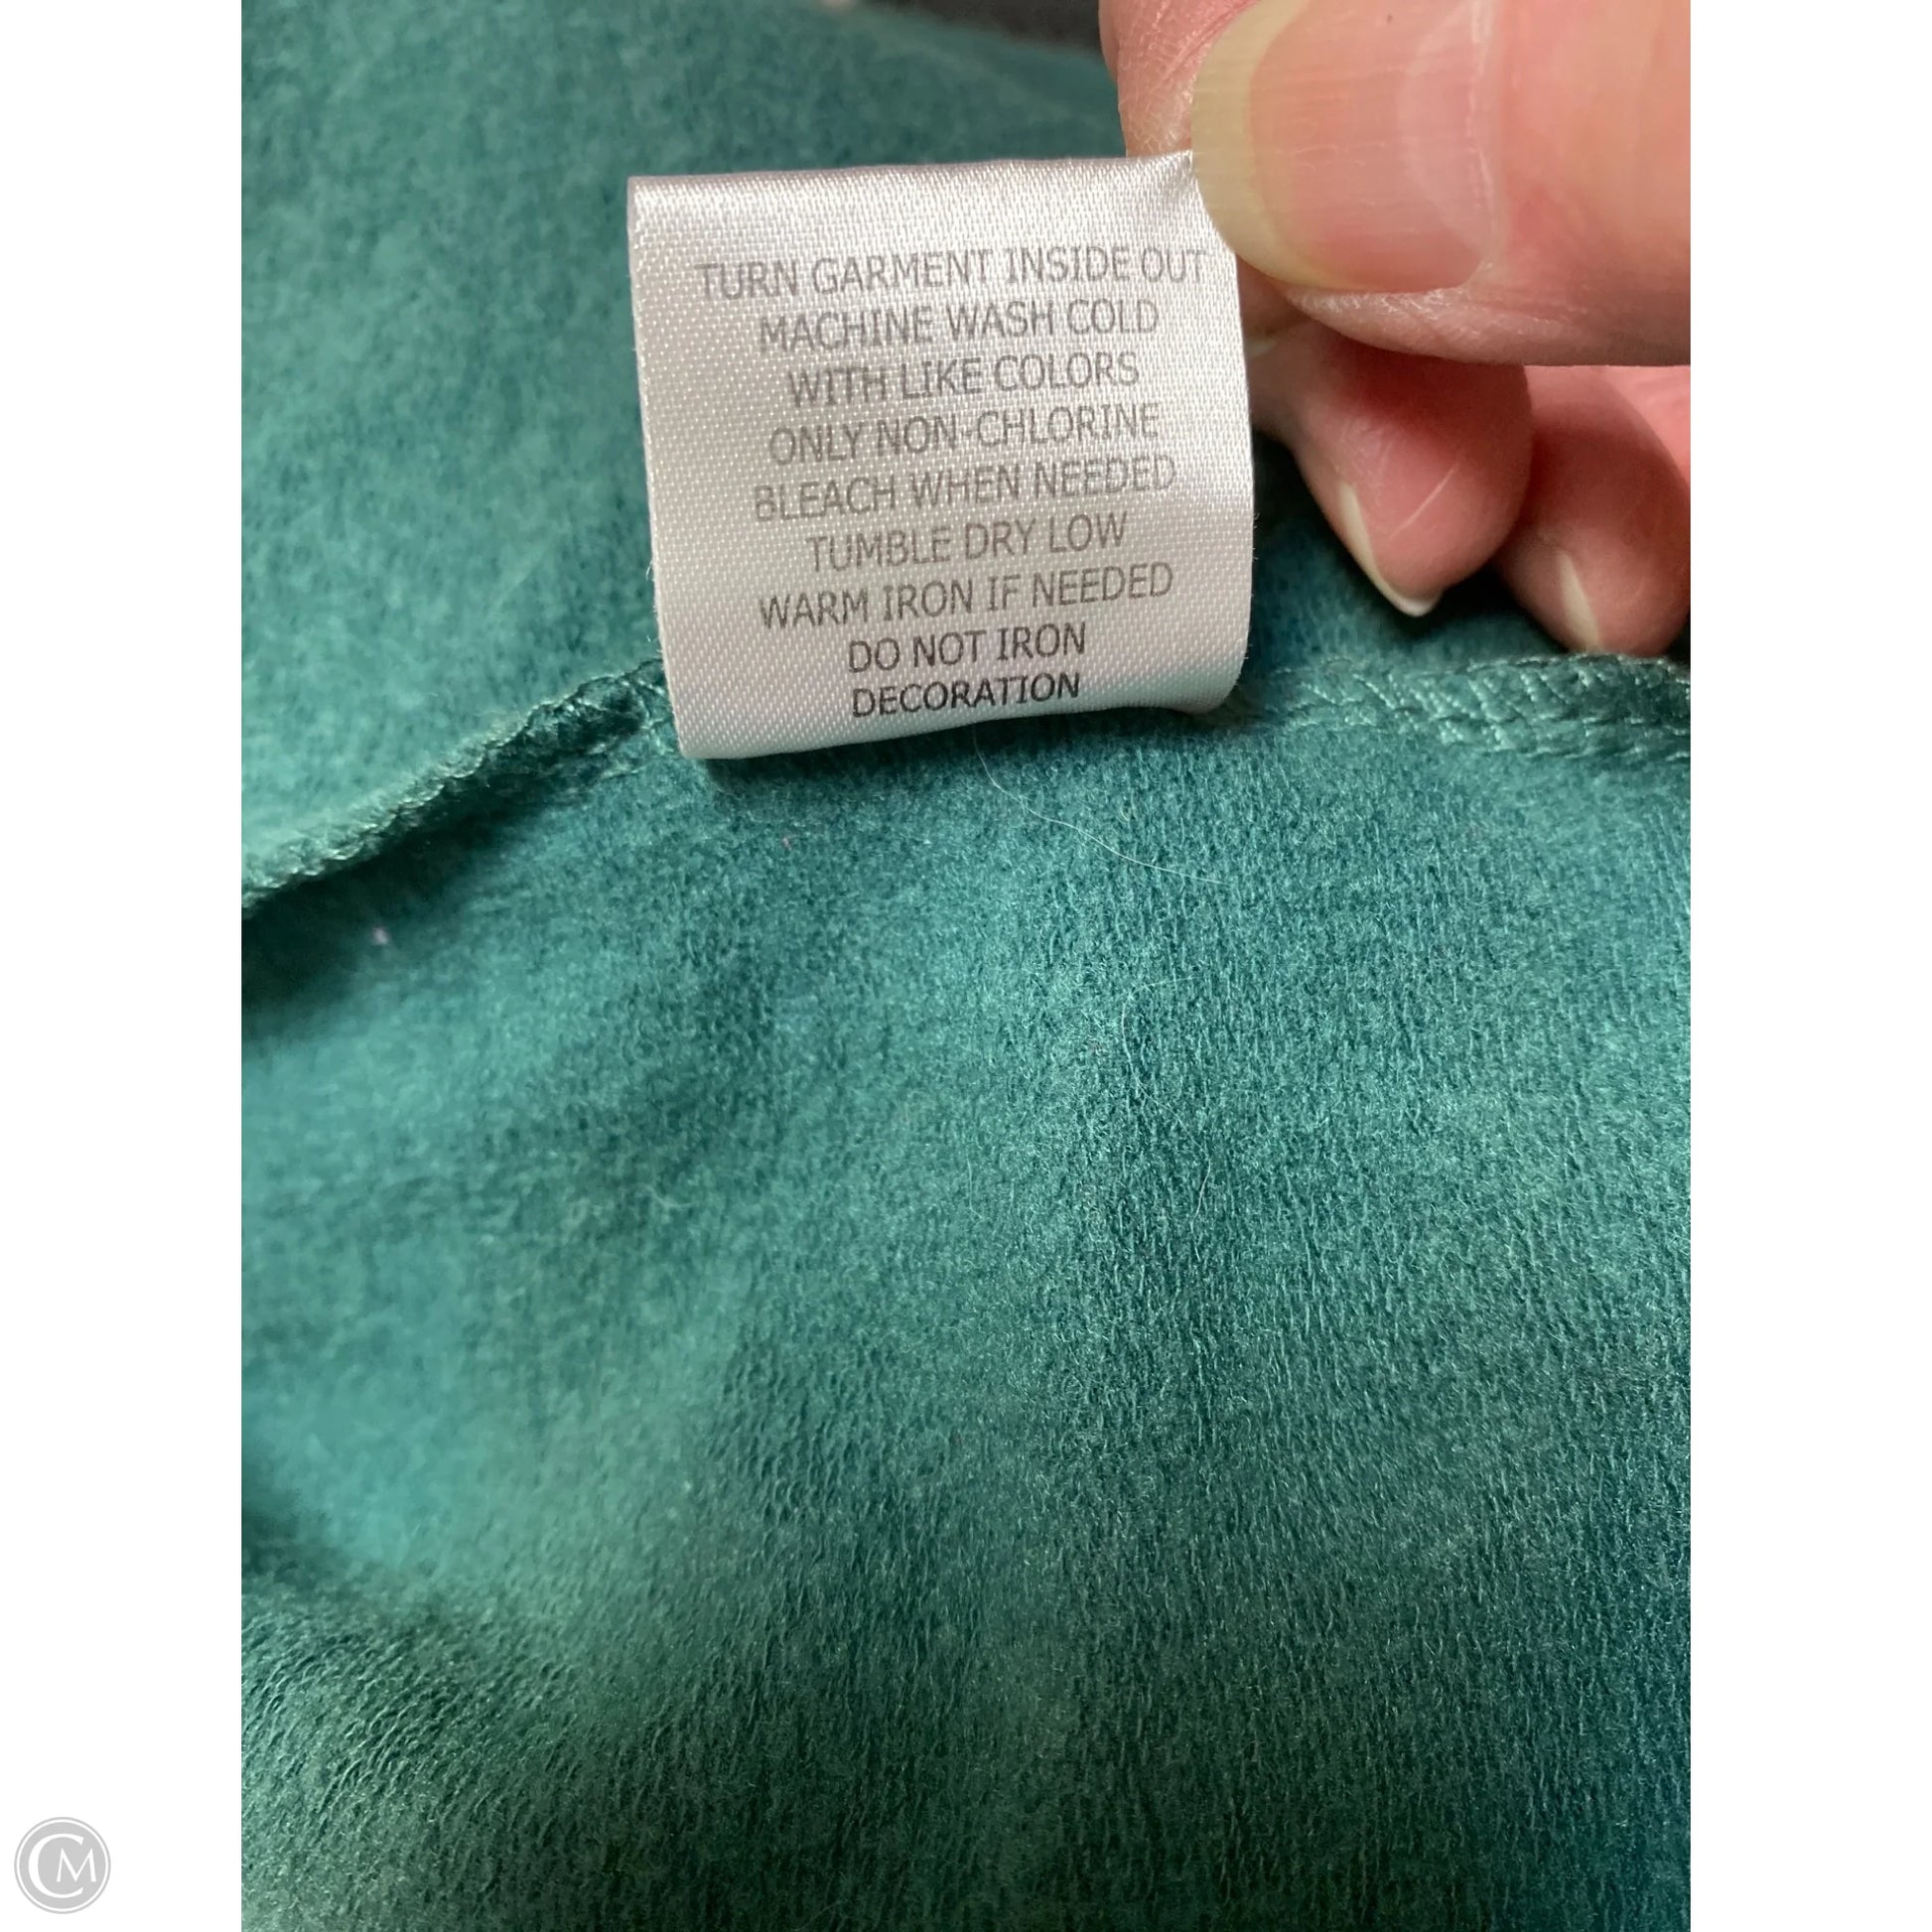 TURN GARMENT INSIDE OUT
MACHINE WASH COLD
WITH LIKE COLORS
ONLY NON-CHLORINE
BLEACH WHEN NEEDED
TUMBLE DRY LOW
WARM IRON IF NEEDED
DO NOT IRON
DECORATION
CM